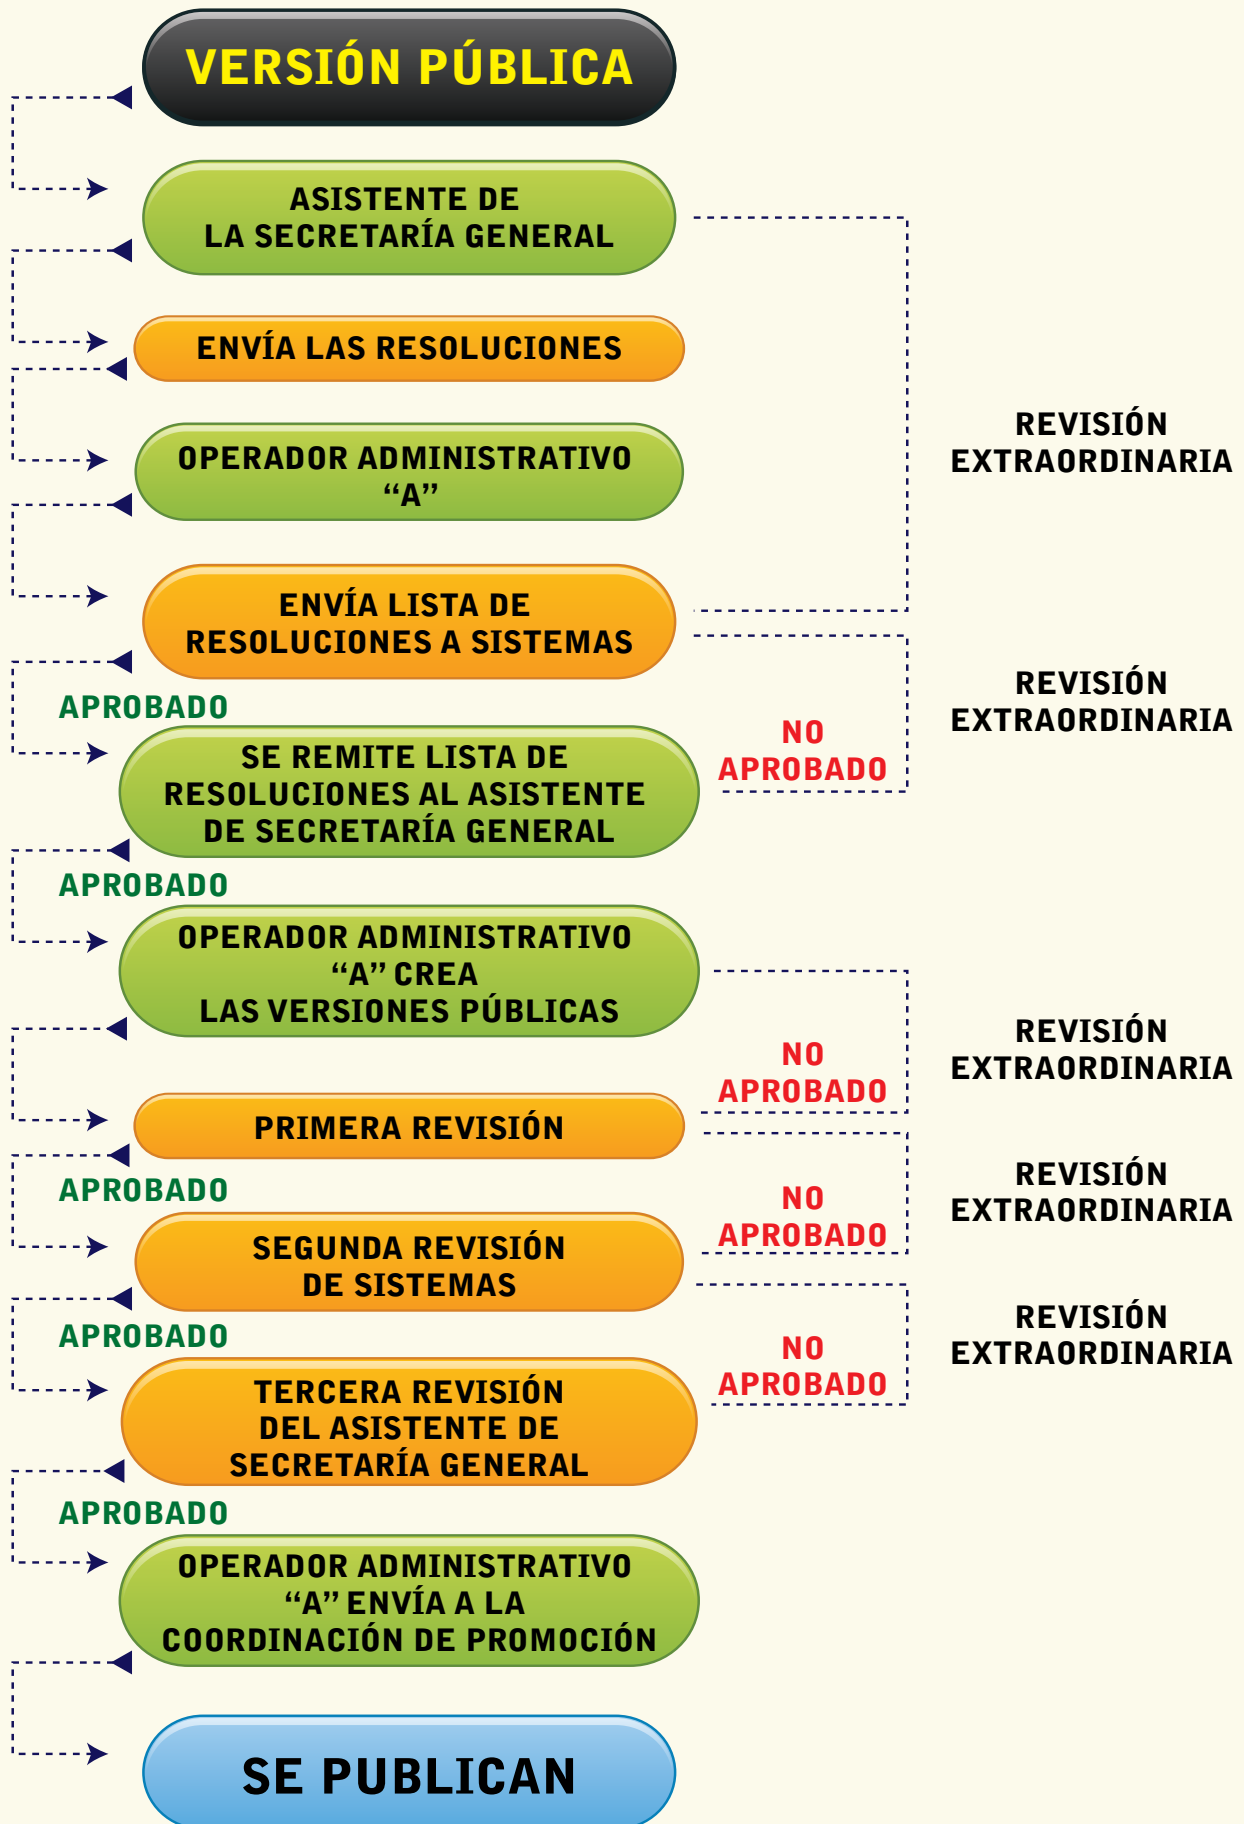 VERSIÓN PÚBLICA
ASISTENTE DE
LA SECRETARÍA GENERAL
ENVÍA LAS RESOLUCIONES
REVISIÓN
EXTRAORDINARIA
OPERADOR ADMINISTRATIVO
“A”
ENVÍA LISTA DE
RESOLUCIONES A SISTEMAS
REVISIÓN
EXTRAORDINARIA
APROBADO
NO
APROBADO
SE REMITE LISTA DE
RESOLUCIONES AL ASISTENTE
DE SECRETARÍA GENERAL
APROBADO
OPERADOR ADMINISTRATIVO
“A” CREA
LAS VERSIONES PÚBLICAS
REVISIÓN
EXTRAORDINARIA
NO
APROBADO
PRIMERA REVISIÓN
REVISIÓN
EXTRAORDINARIA
APROBADO
NO
APROBADO
SEGUNDA REVISIÓN
DE SISTEMAS
REVISIÓN
EXTRAORDINARIA
APROBADO
NO
APROBADO
TERCERA REVISIÓN
DEL ASISTENTE DE
SECRETARÍA GENERAL
APROBADO
OPERADOR ADMINISTRATIVO
“A” ENVÍA A LA
COORDINACIÓN DE PROMOCIÓN
SE PUBLICAN